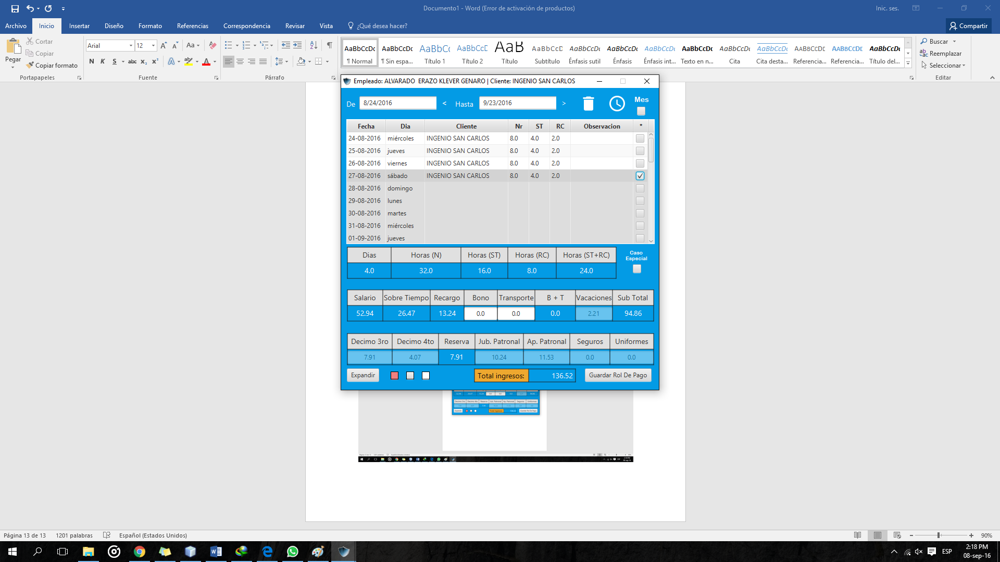 Documento1 - Word (Error de activación de productos)
Inic. ses.
Archivo Inicio Insertar Diseño Formato Referencias Correspondencia Revisar Vista ¿Qué desea hacer? Compartir
Pegar
Cortar
Copiar
Copiar formato
Portapapeles
Arial 12
N K S abc x₂ x²
Fuente
Párrafo
AaBbCcDc AaBbCcDc AaBbCc AaBbCcD AaB AaBbCcD AaBbCcDc AaBbCcDc AaBbCcDc AaBbCcDc AaBbCcDc AaBbCcDc AABBCCDD AABBCCDD AaBbCcDc
¶ Normal ¶ Sin espa... Título 1 Título 2 Título Subtítulo Énfasis sutil Énfasis Énfasis int... Texto en n... Cita Cita desta... Referencia... Referencia... Título del...
Buscar
Reemplazar
Seleccionar
Editar
Empleado: ALVARADO  ERAZO KLEVER GENARO | Cliente: INGENIO SAN CARLOS
De 8/24/2016 < Hasta 9/23/2016 > Mes
Fecha Dia Cliente Nr ST RC Observacion *
24-08-2016 miércoles INGENIO SAN CARLOS 8.0 4.0 2.0
25-08-2016 jueves INGENIO SAN CARLOS 8.0 4.0 2.0
26-08-2016 viernes INGENIO SAN CARLOS 8.0 4.0 2.0
27-08-2016 sábado INGENIO SAN CARLOS 8.0 4.0 2.0
28-08-2016 domingo
29-08-2016 lunes
30-08-2016 martes
31-08-2016 miércoles
01-09-2016 jueves
Dias Horas (N) Horas (ST) Horas (RC) Horas (ST+RC)
4.0 32.0 16.0 8.0 24.0
Caso
Especial
Salario Sobre Tiempo Recargo Bono Transporte B + T Vacaciones Sub Total
52.94 26.47 13.24 0.0 0.0 0.0 2.21 94.86
Decimo 3ro Decimo 4to Reserva Jub. Patronal Ap. Patronal Seguros Uniformes
7.91 4.07 7.91 10.24 11.53 0.0 0.0
Expandir Total ingresos: 136.52 Guardar Rol De Pago
Página 13 de 13 1201 palabras Español (Estados Unidos) 90%
ESP
2:18 PM
08-sep-16